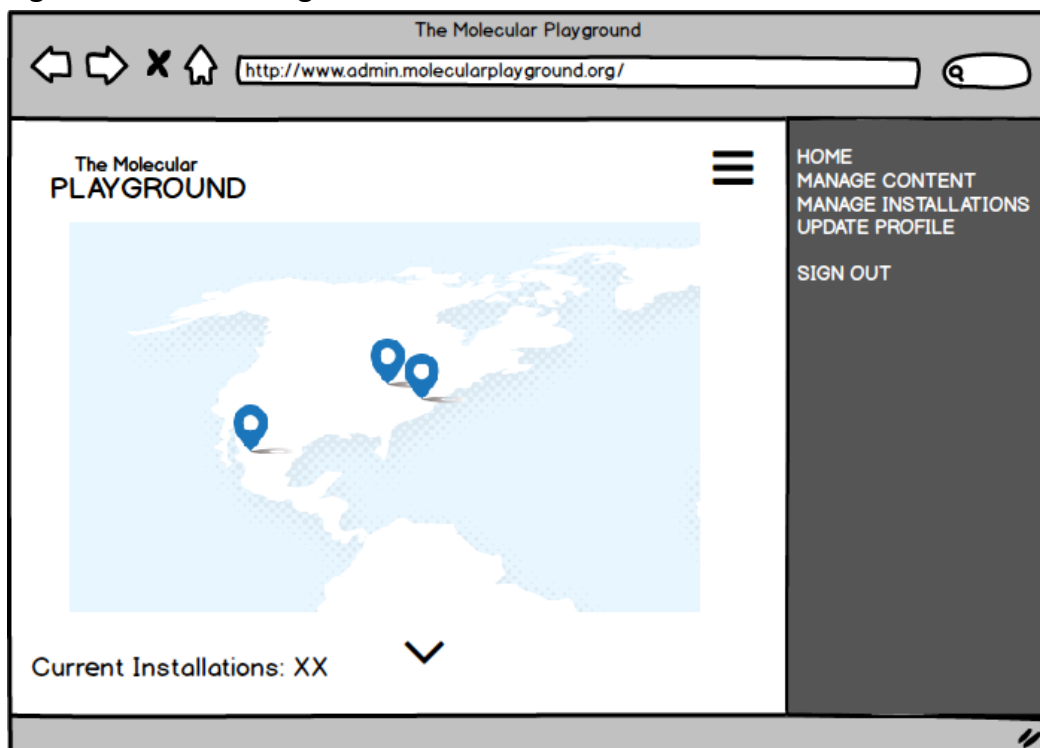 The Molecular Playground
http://www.admin.molecularplayground.org/
The Molecular
PLAYGROUND
HOME
MANAGE CONTENT
MANAGE INSTALLATIONS
UPDATE PROFILE
SIGN OUT
Current Installations: XX